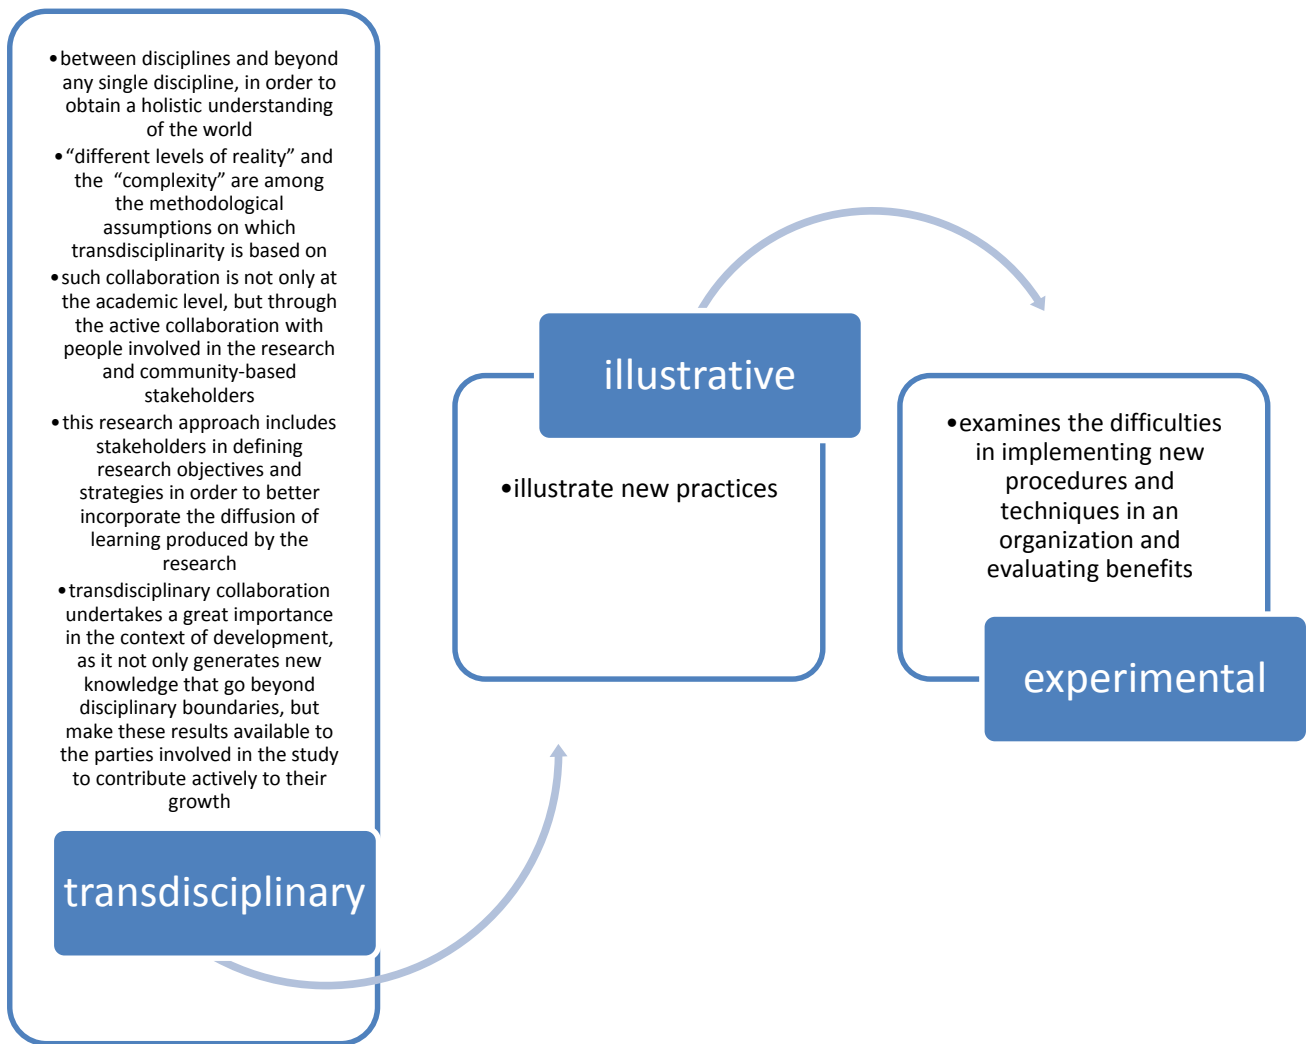 •between disciplines and beyond
any single discipline, in order to
obtain a holistic understanding
of the world
•“different levels of reality” and
the “complexity” are among
the methodological
assumptions on which
transdisciplinarity is based on
•such collaboration is not only at
the academic level, but through
the active collaboration with
people involved in the research
and community-based
stakeholders
•this research approach includes
stakeholders in defining
research objectives and
strategies in order to better
incorporate the diffusion of
learning produced by the
research
•transdisciplinary collaboration
undertakes a great importance
in the context of development,
as it not only generates new
knowledge that go beyond
disciplinary boundaries, but
make these results available to
the parties involved in the study
to contribute actively to their
growth
transdisciplinary
illustrative
•illustrate new practices
•examines the difficulties
in implementing new
procedures and
techniques in an
organization and
evaluating benefits
experimental